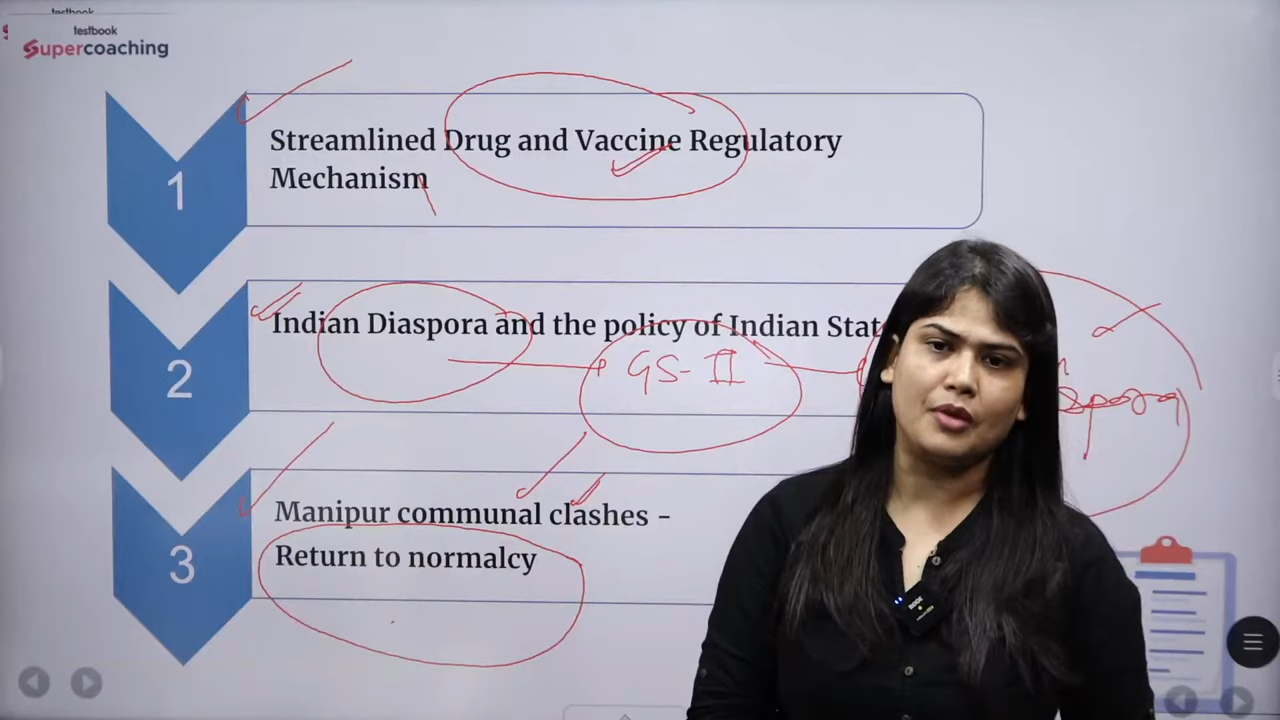 testbook
testbook
Supercoaching
1
Streamlined Drug and Vaccine Regulatory
Mechanism
2
Indian Diaspora and the policy of Indian Stat
GS-II
3
Manipur communal clashes -
Return to normalcy